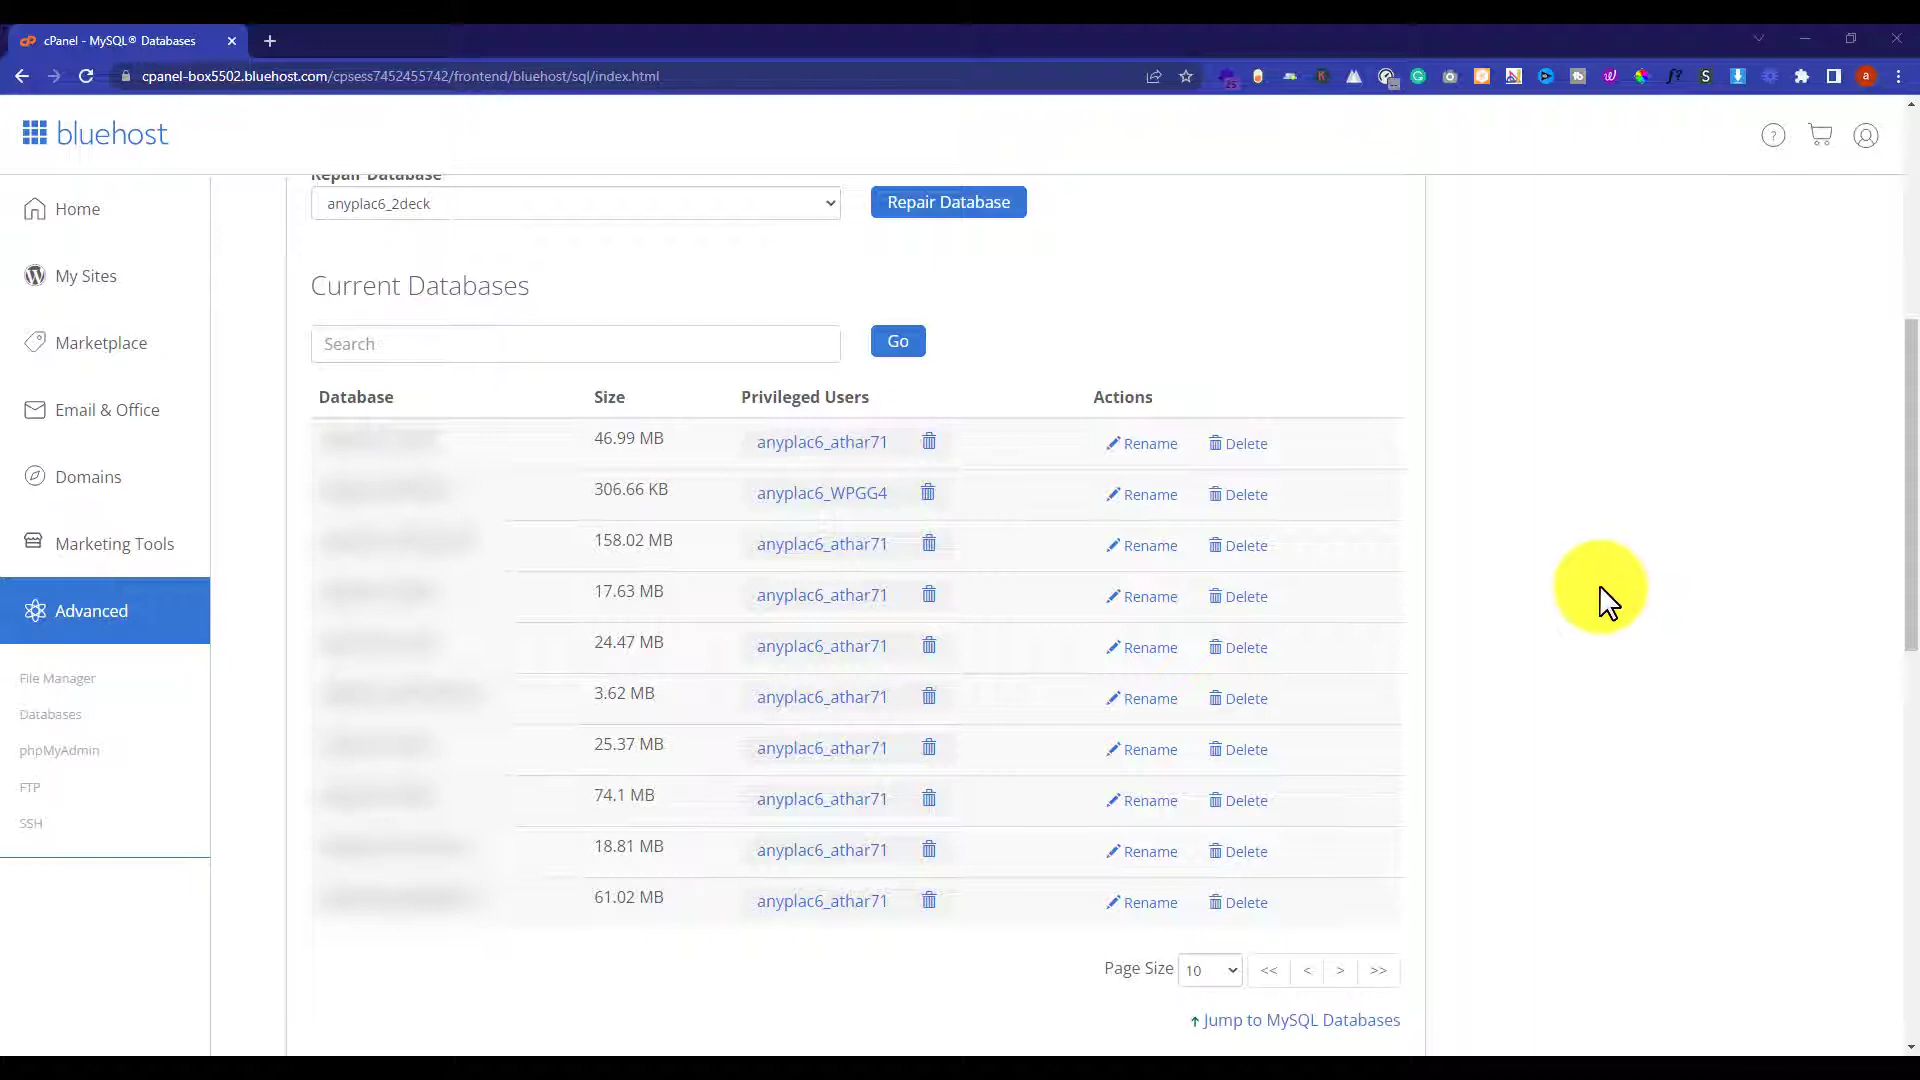 cPanel - MySQL® Databases
cpanel-box5502.bluehost.com/cpsess7452455742/frontend/bluehost/sql/index.html
bluehost
Home
My Sites
Marketplace
Email & Office
Domains
Marketing Tools
Advanced
File Manager
Databases
phpMyAdmin
FTP
SSH
Repair Database
anyplac6_2deck Repair Database
Current Databases
Search Go
Database Size Privileged Users Actions
46.99 MB anyplac6_athar71 Rename Delete
306.66 KB anyplac6_WPGG4 Rename Delete
158.02 MB anyplac6_athar71 Rename Delete
17.63 MB anyplac6_athar71 Rename Delete
24.47 MB anyplac6_athar71 Rename Delete
3.62 MB anyplac6_athar71 Rename Delete
25.37 MB anyplac6_athar71 Rename Delete
74.1 MB anyplac6_athar71 Rename Delete
18.81 MB anyplac6_athar71 Rename Delete
61.02 MB anyplac6_athar71 Rename Delete
Page Size 10 << < > >>
Jump to MySQL Databases